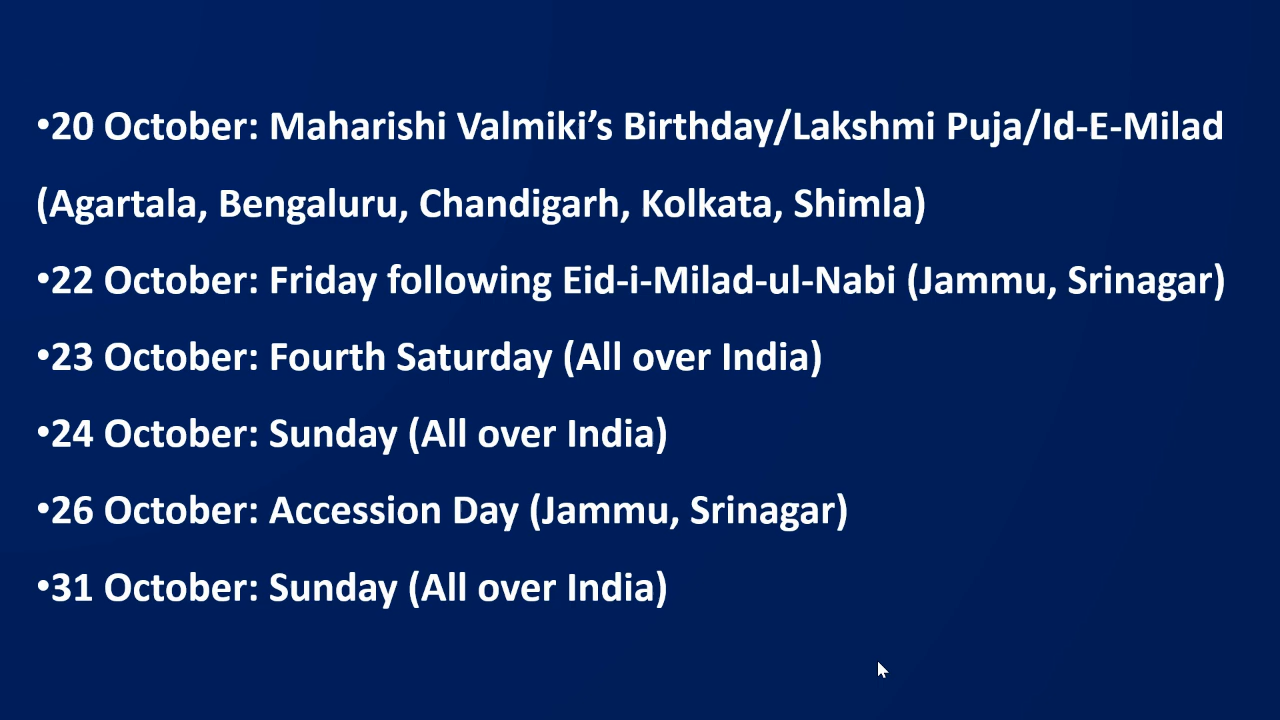 •20 October: Maharishi Valmiki’s Birthday/Lakshmi Puja/Id-E-Milad
(Agartala, Bengaluru, Chandigarh, Kolkata, Shimla)
•22 October: Friday following Eid-i-Milad-ul-Nabi (Jammu, Srinagar)
•23 October: Fourth Saturday (All over India)
•24 October: Sunday (All over India)
•26 October: Accession Day (Jammu, Srinagar)
•31 October: Sunday (All over India)